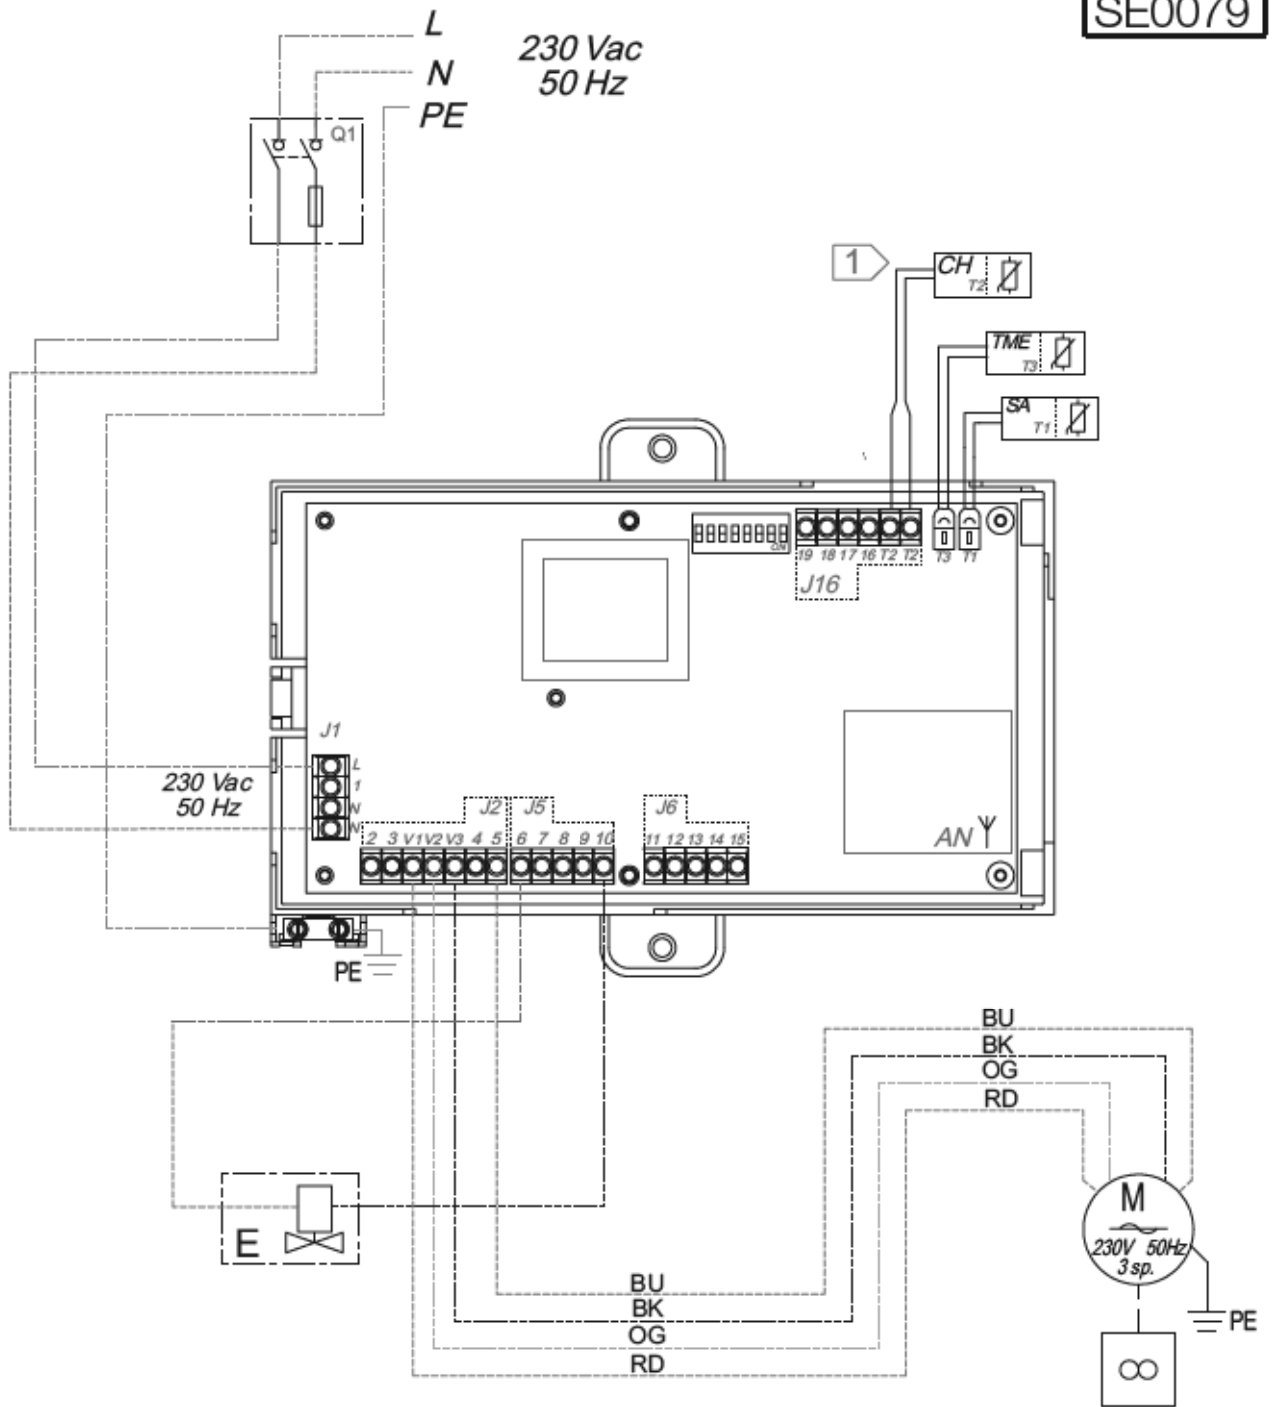 SE0079
L
230 Vac
N
50 Hz
PE
Q1
1
CH
T2
TME
T3
SA
T1
ON
19 18 17 16 T2 T2 T3 T1
J16
J1
L
1
N
N
230 Vac
50 Hz
J2 J5 J6
2 3 V1 V2 V3 4 5 6 7 8 9 10 11 12 13 14 15
AN
PE
BU
BK
OG
RD
M
230V 50Hz
3 sp.
E
BU
BK
OG
RD
PE